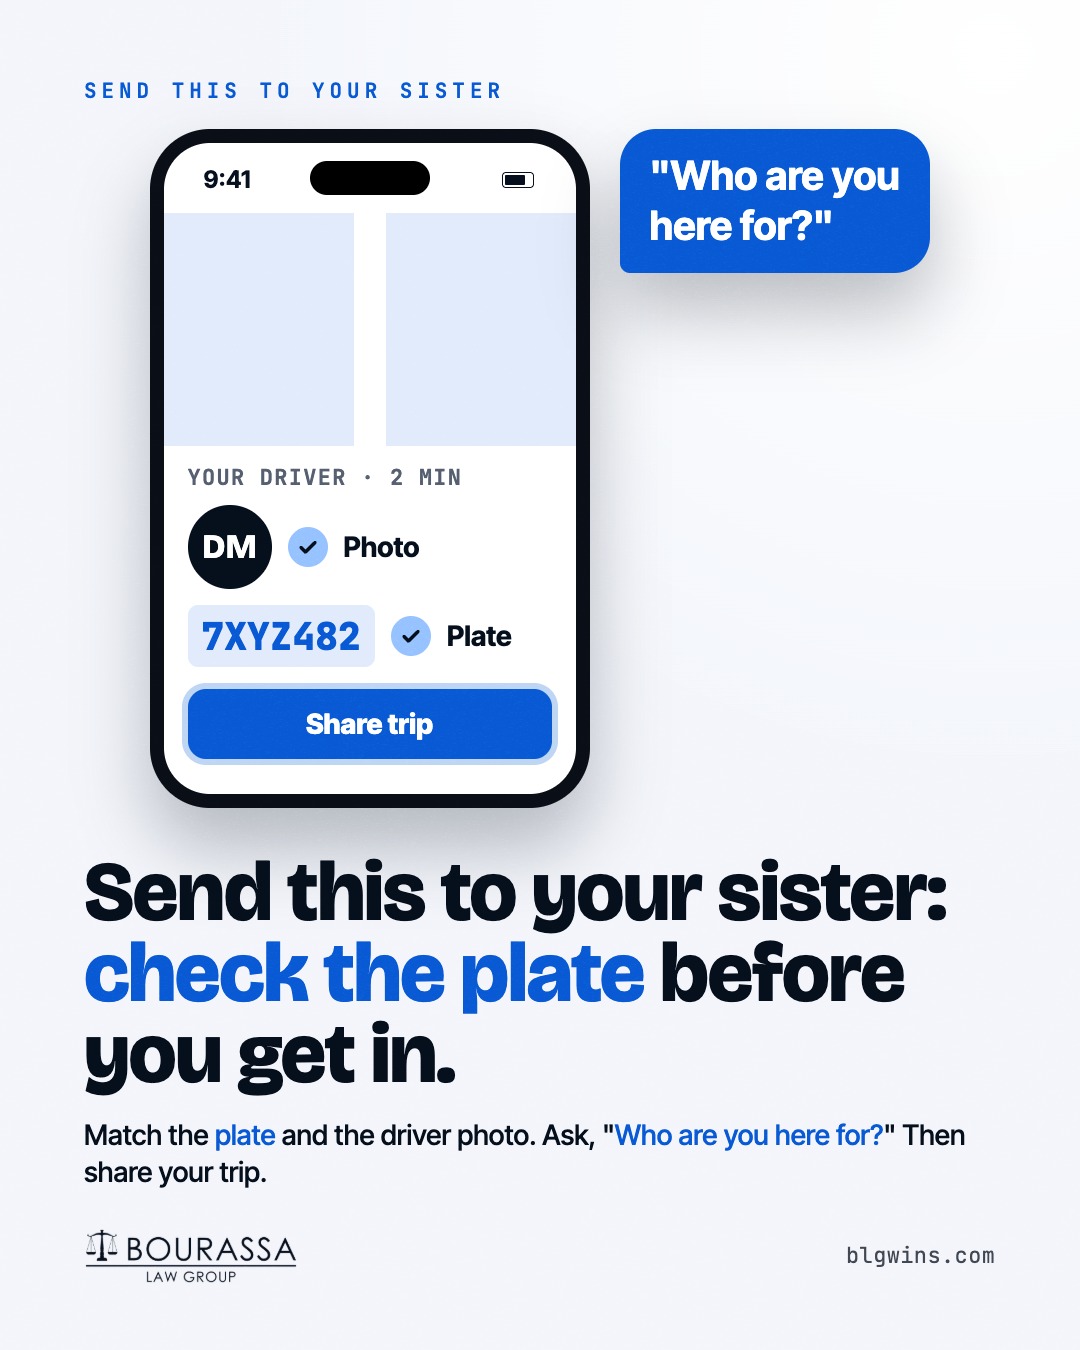 SEND THIS TO YOUR SISTER
9:41
"Who are you
here for?"
YOUR DRIVER · 2 MIN
DM
Photo
7XYZ482
Plate
Share trip
Send this to your sister:
check the plate before
you get in.
Match the plate and the driver photo. Ask, "Who are you here for?" Then
share your trip.
BOURASSA
LAW GROUP
blgwins.com